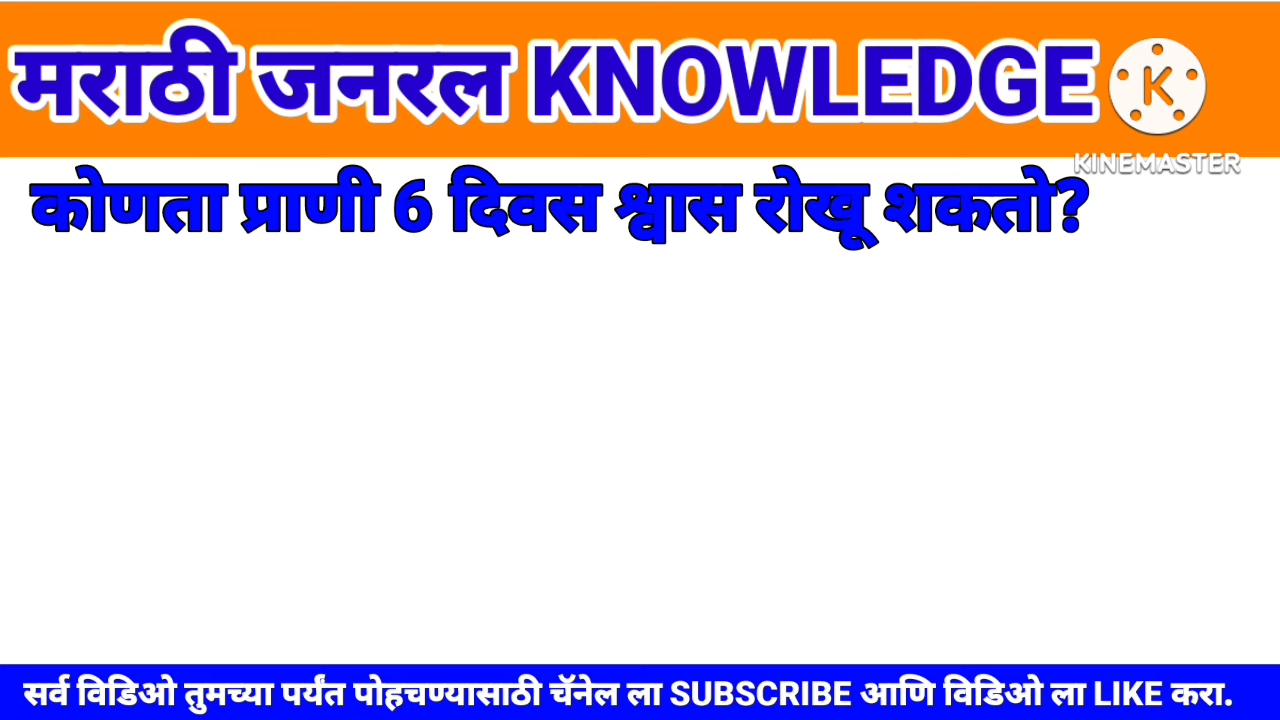 मराठी जनरल KNOWLEDGE
K
KINEMASTER
कोणता प्राणी 6 दिवस श्वास रोखू शकतो?
सर्व विडिओ तुमच्या पर्यंत पोहचण्यासाठी चॅनेल ला SUBSCRIBE आणि विडिओ ला LIKE करा.